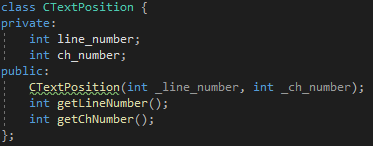 class CTextPosition {
private:
    int line_number;
    int ch_number;
public:
    CTextPosition(int _line_number, int _ch_number);
    int getLineNumber();
    int getChNumber();
};